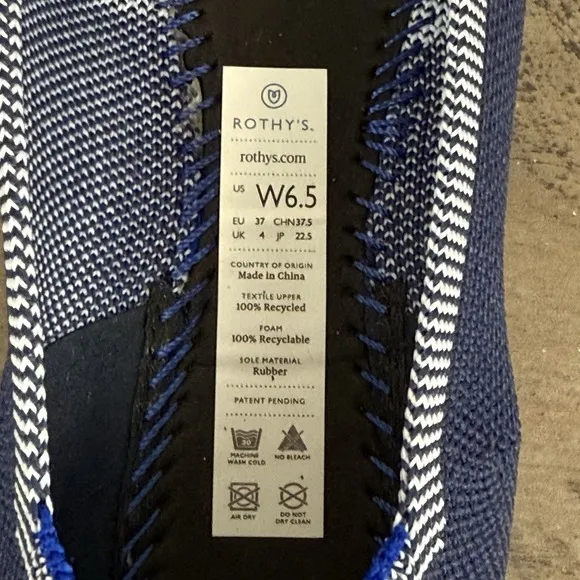 ROTHY'S
rothys.com
US W6.5
EU 37 CHN 37.5
UK 4 JP 22.5
COUNTRY OF ORIGIN
Made in China
TEXTILE UPPER
100% Recycled
FOAM
100% Recyclable
SOLE MATERIAL
Rubber
PATENT PENDING
30
MACHINE WASH COLD
NO BLEACH
AIR DRY
DO NOT DRY CLEAN